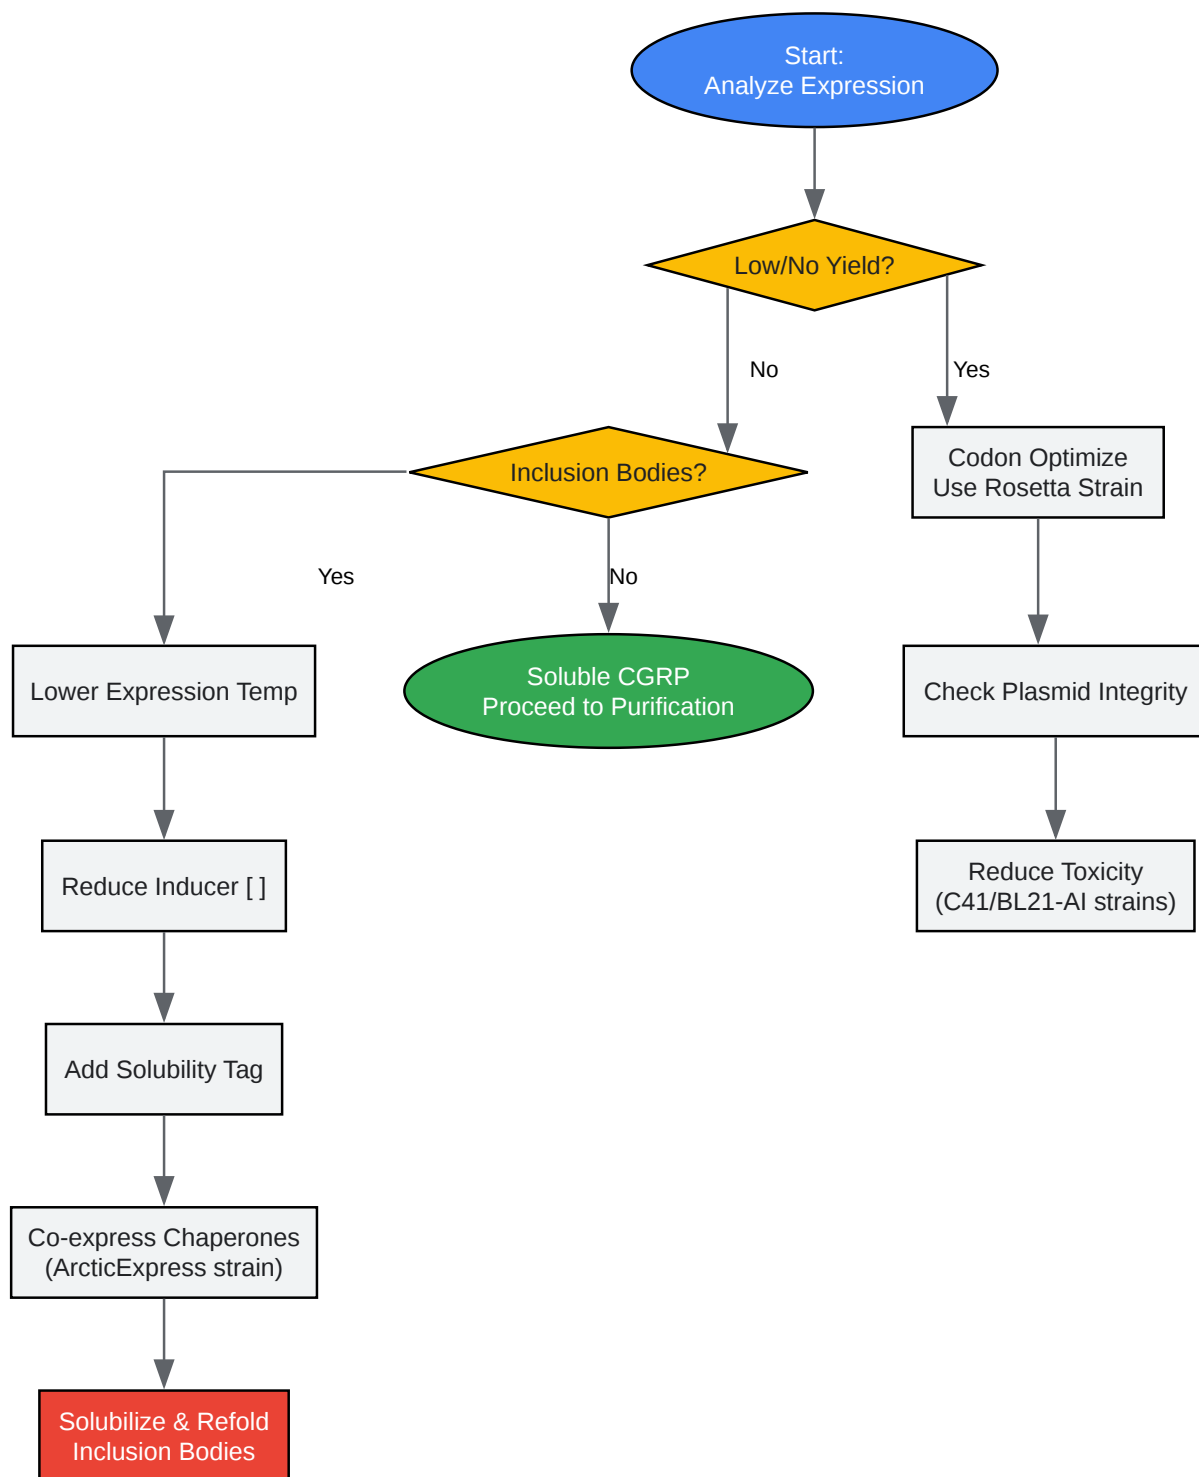 Start:
Analyze Expression
Low/No Yield?
No
Yes
Inclusion Bodies?
Codon Optimize
Use Rosetta Strain
Yes
No
Lower Expression Temp
Soluble CGRP
Proceed to Purification
Check Plasmid Integrity
Reduce Inducer [ ]
Reduce Toxicity
(C41/BL21-AI strains)
Add Solubility Tag
Co-express Chaperones
(ArcticExpress strain)
Solubilize & Refold
Inclusion Bodies